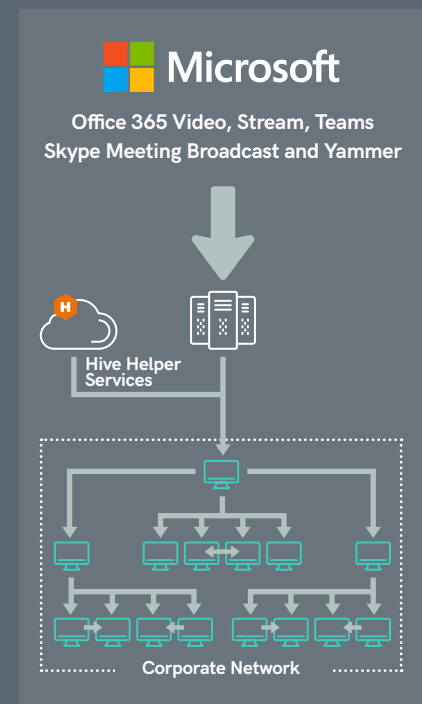 Microsoft
Office 365 Video, Stream, Teams
Skype Meeting Broadcast and Yammer
H
Hive Helper
Services
Corporate Network